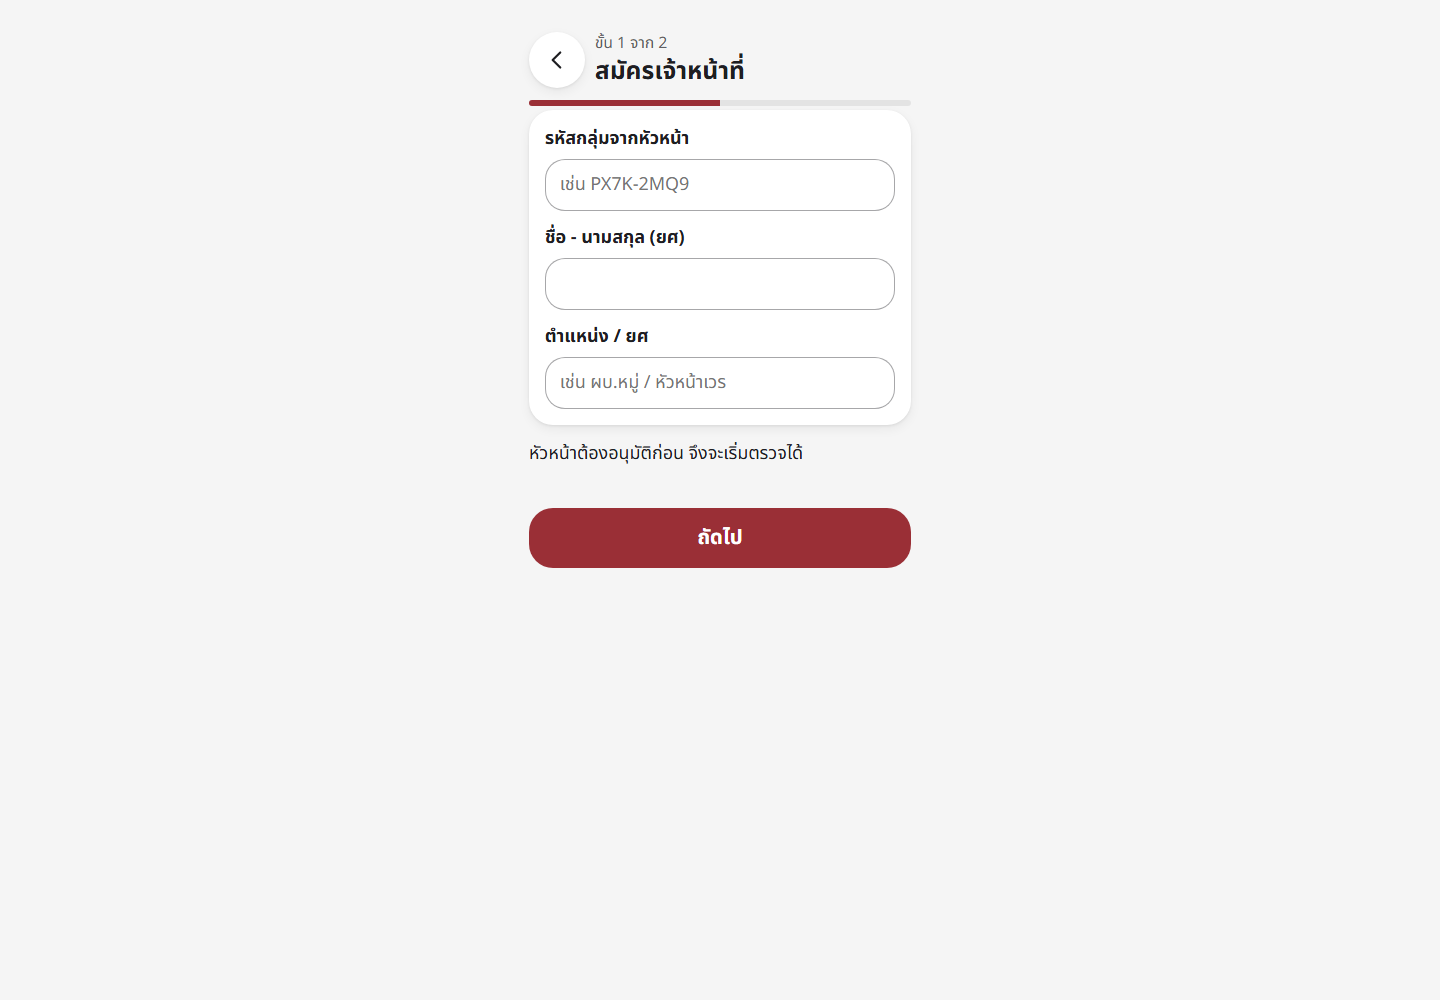 ขั้น 1 จาก 2
สมัครเจ้าหน้าที่
รหัสกลุ่มจากหัวหน้า
เช่น PX7K-2MQ9
ชื่อ - นามสกุล (ยศ)
ตำแหน่ง / ยศ
เช่น ผบ.หมู่ / หัวหน้าเวร
หัวหน้าต้องอนุมัติก่อน จึงจะเริ่มตรวจได้
ถัดไป